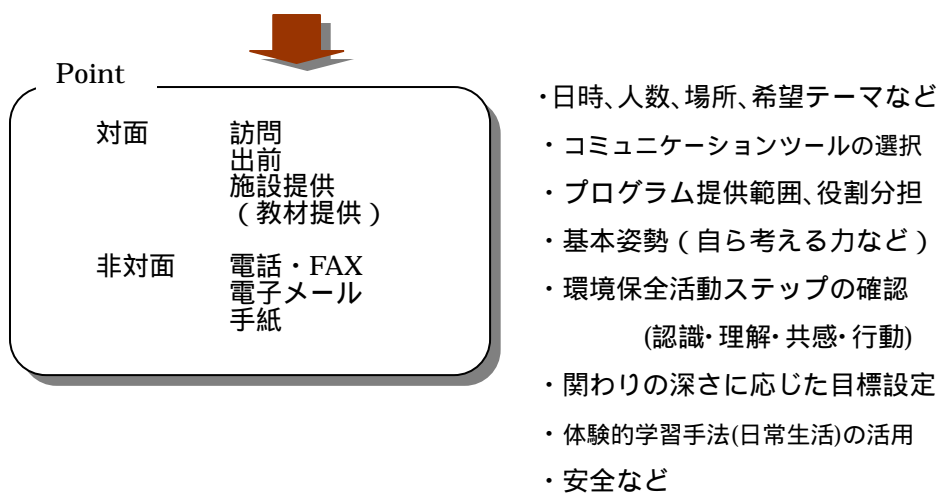 Point
対面 訪問
出前
施設提供
(教材提供)
非対面 電話・FAX
電子メール
手紙
・日時、人数、場所、希望テーマなど
・コミュニケーションツールの選択
・プログラム提供範囲、役割分担
・基本姿勢(自ら考える力など)
・環境保全活動ステップの確認
(認識・理解・共感・行動)
・関わりの深さに応じた目標設定
・体験的学習手法(日常生活)の活用
・安全など